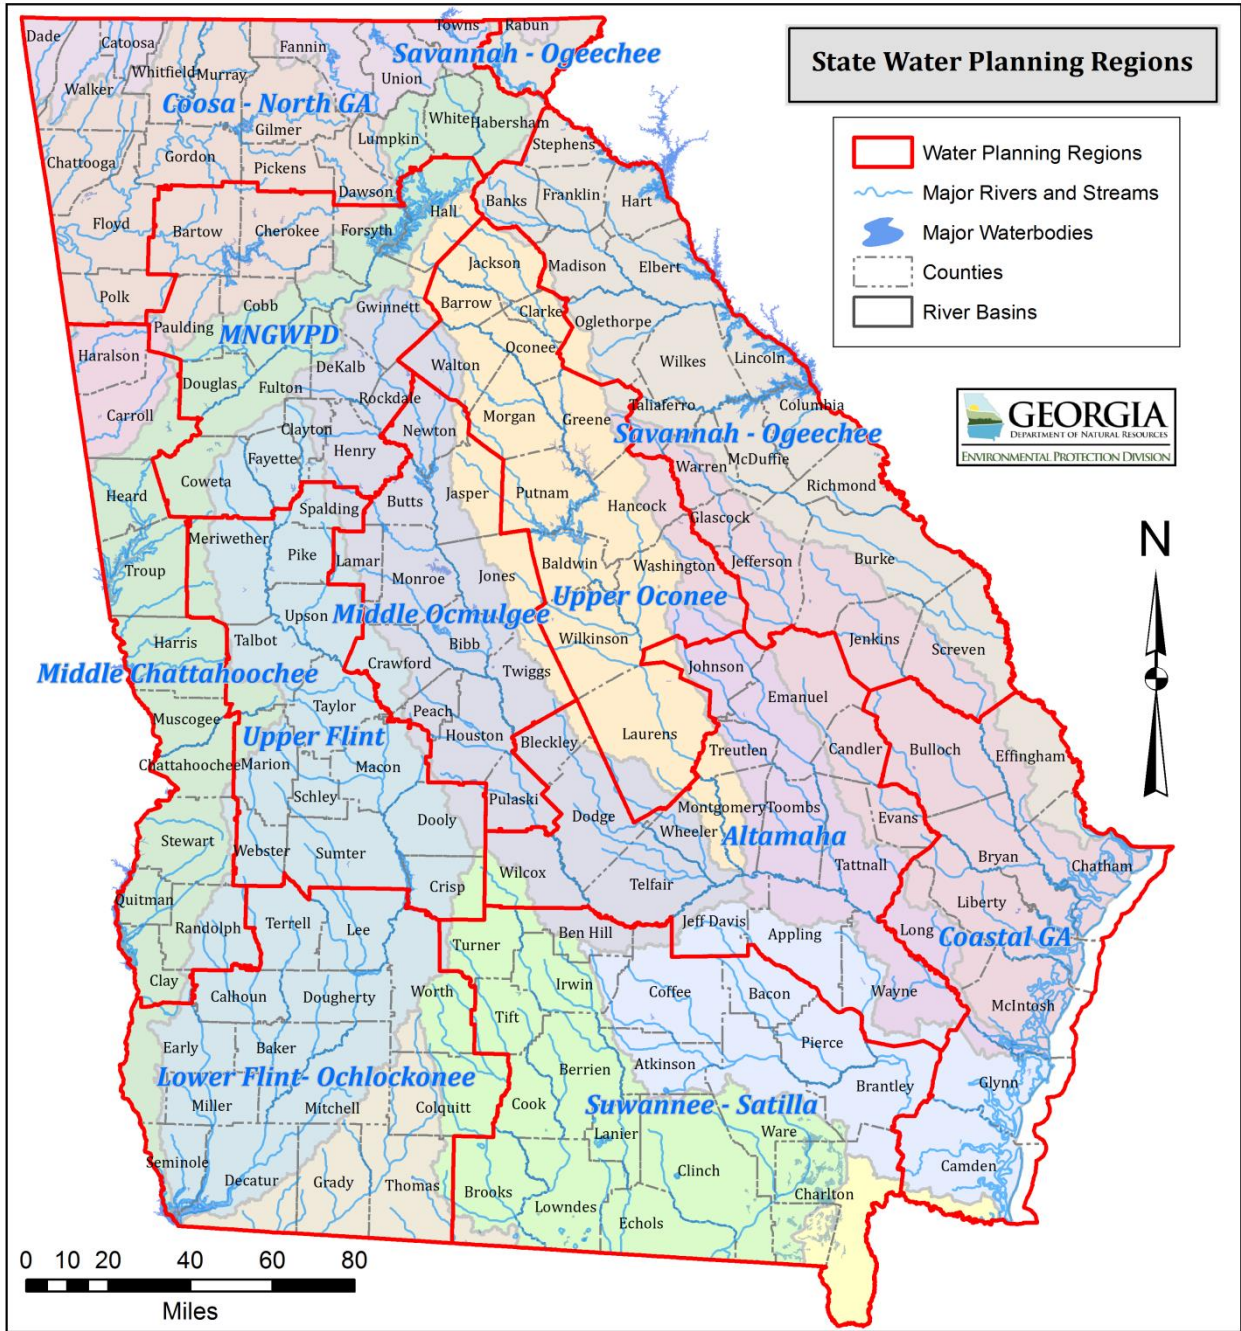 State Water Planning Regions
Water Planning Regions
Major Rivers and Streams
Major Waterbodies
Counties
River Basins
GEORGIA
DEPARTMENT OF NATURAL RESOURCES
ENVIRONMENTAL PROTECTION DIVISION
N
Towns
Rabun
Dade
Catoosa
Fannin
Savannah - Ogeechee
Union
Whitfield
Murray
Walker
Coosa - North GA
White
Habersham
Gilmer
Lumpkin
Stephens
Chattooga
Gordon
Pickens
Dawson
Franklin
Banks
Hart
Hall
Floyd
Bartow
Cherokee
Forsyth
Jackson
Madison
Elbert
Polk
Cobb
Gwinnett
Barrow
Clarke
Oglethorpe
Paulding
MNGWPD
Oconee
Haralson
DeKalb
Walton
Wilkes
Lincoln
Douglas
Fulton
Rockdale
Carroll
Morgan
Greene
Taliaferro
Columbia
Clayton
Newton
Savannah - Ogeechee
Henry
Fayette
McDuffie
Warren
Coweta
Jasper
Putnam
Richmond
Heard
Butts
Hancock
Spalding
Glascock
Meriwether
Pike
Lamar
Baldwin
Washington
Jefferson
Burke
Troup
Monroe
Jones
Upper Oconee
Upson
Middle Ocmulgee
Harris
Talbot
Bibb
Wilkinson
Jenkins
Screven
Crawford
Twiggs
Johnson
Middle Chattahoochee
Emanuel
Taylor
Muscogee
Peach
Upper Flint
Houston
Laurens
Bleckley
Treutlen
Candler
Bulloch
Effingham
Chattahoochee
Marion
Macon
Schley
Pulaski
Dodge
Montgomery
Toombs
Dooly
Evans
Stewart
Wheeler
Altamaha
Webster
Sumter
Bryan
Chatham
Wilcox
Tattnall
Crisp
Telfair
Quitman
Liberty
Randolph
Terrell
Lee
Jeff Davis
Ben Hill
Appling
Long
Coastal GA
Turner
Clay
Calhoun
Dougherty
Worth
Irwin
Coffee
Bacon
Wayne
McIntosh
Tift
Early
Baker
Pierce
Berrien
Atkinson
Lower Flint- Ochlockonee
Brantley
Glynn
Miller
Mitchell
Colquitt
Cook
Suwannee - Satilla
Lanier
Ware
Seminole
Clinch
Camden
Decatur
Grady
Thomas
Brooks
Charlton
Lowndes
Echols
0 10 20 40 60 80
Miles